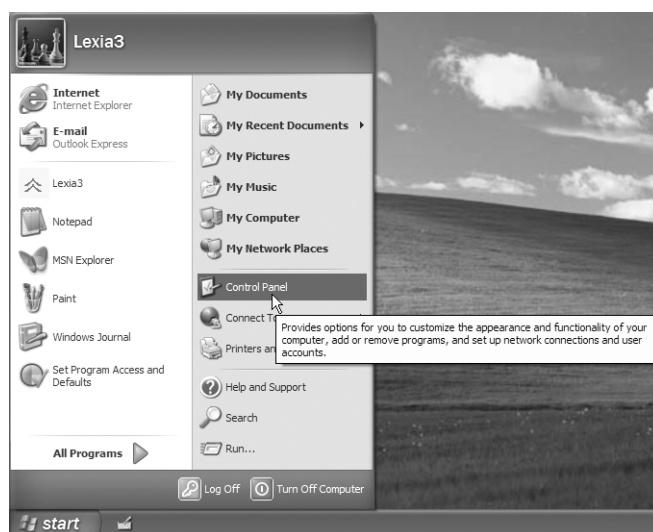 Lexia3
Internet
Internet Explorer
E-mail
Outlook Express
Lexia3
Notepad
MSN Explorer
Paint
Windows Journal
Set Program Access and
Defaults
All Programs
My Documents
My Recent Documents
My Pictures
My Music
My Computer
My Network Places
Control Panel
Connect T
Printers an
Provides options for you to customize the appearance and functionality of your
computer, add or remove programs, and set up network connections and user
accounts.
Help and Support
Search
Run...
Log Off
Turn Off Computer
start